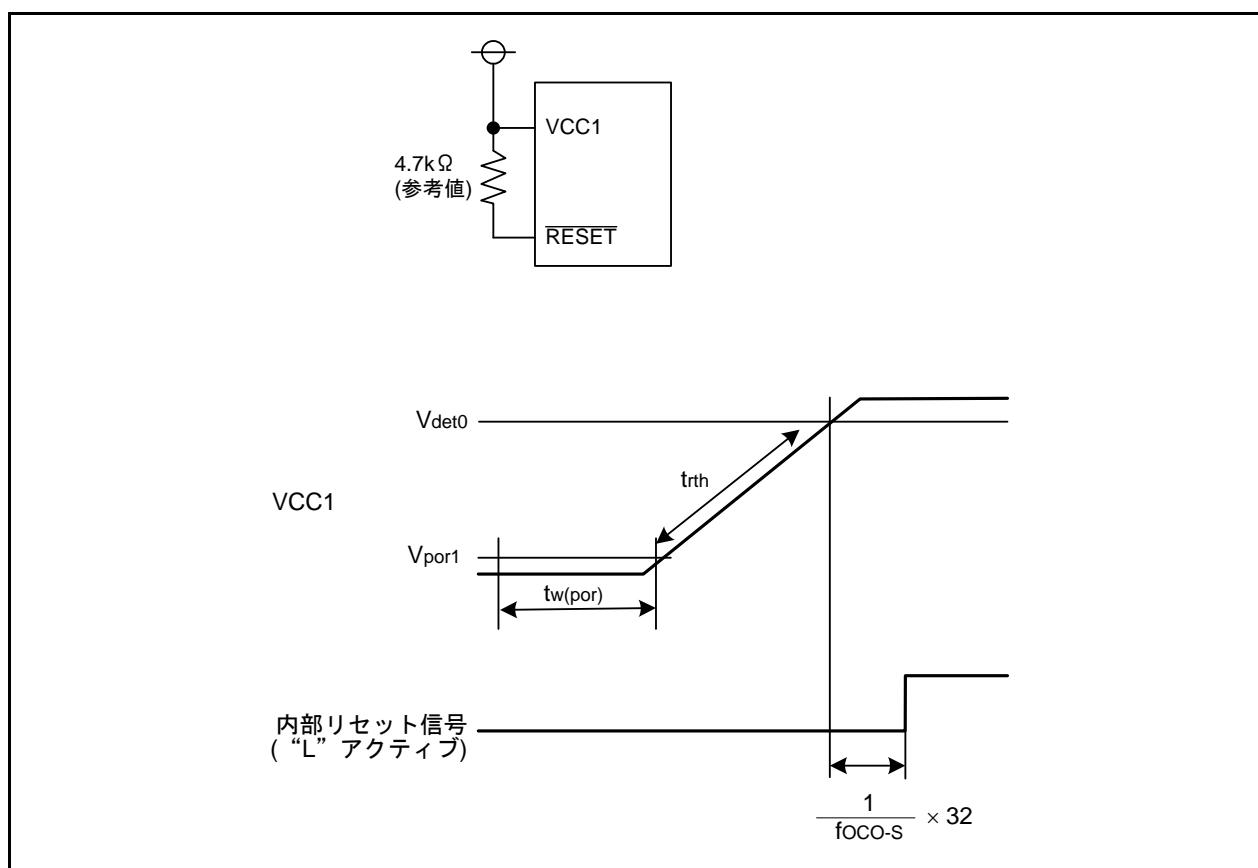 VCC1
4.7kΩ
(参考値)
RESET
Vdet0
trth
VCC1
Vpor1
tw(por)
内部リセット信号
(“L”アクティブ)
1
fOCO-S
× 32